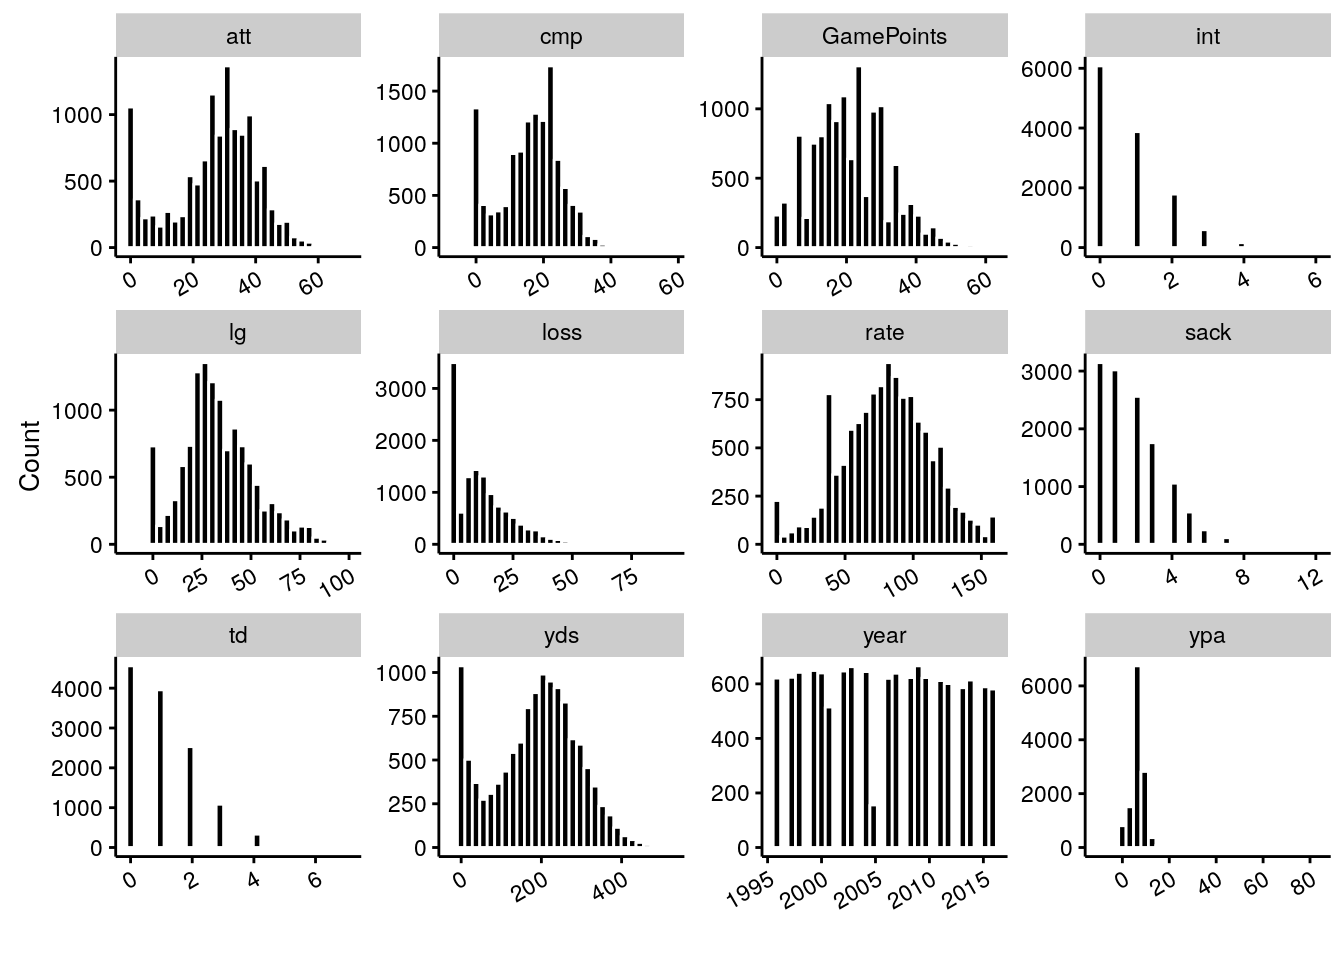 att cmp GamePoints int
1000
500
0
0 20 40 60
1500
1000
500
0
0 20 40 60
1000
500
0
0 20 40 60
6000
4000
2000
0
0 2 4 6
lg loss rate sack
1000
500
0
0 25 50 75 100
3000
2000
1000
0
0 25 50 75
750
500
250
0
0 50 100 150
3000
2000
1000
0
0 4 8 12
Count
td yds year ypa
4000
3000
2000
1000
0
0 2 4 6
1000
750
500
250
0
0 200 400
600
400
200
0
1995 2000 2005 2010 2015
6000
4000
2000
0
0 20 40 60 80